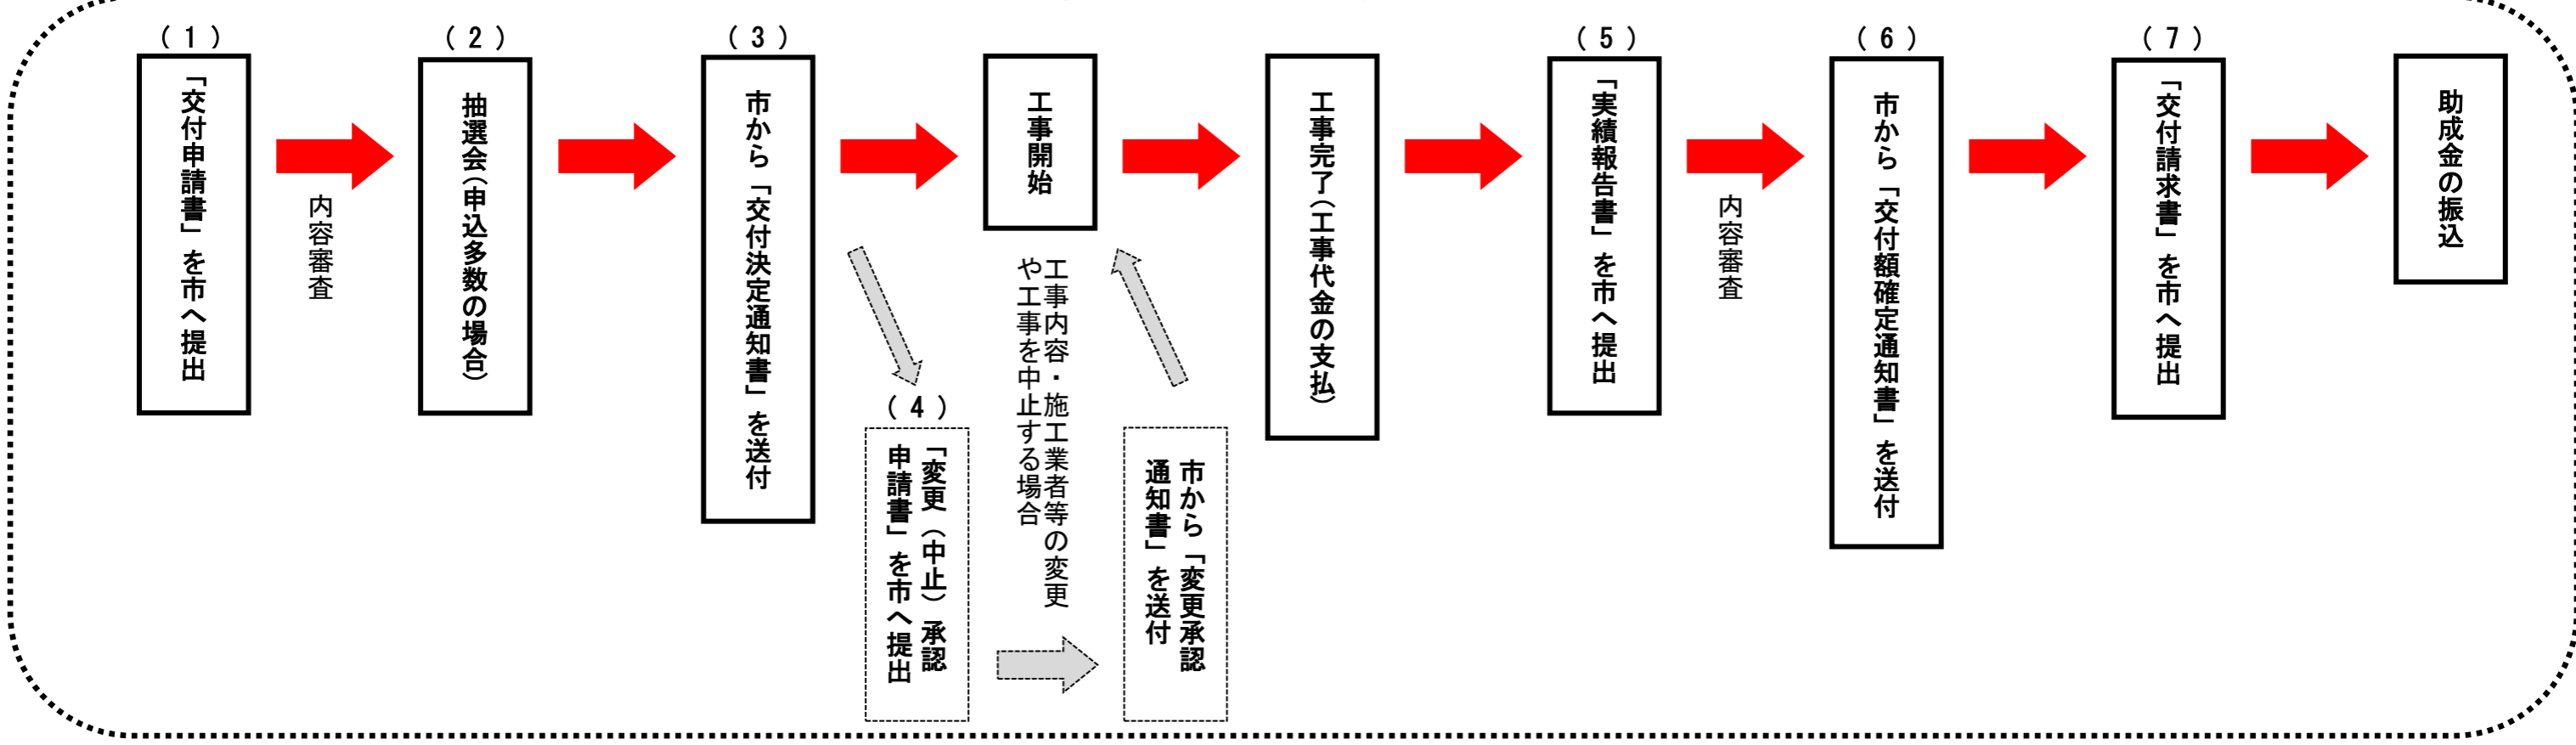 (1)
「交付申請書」を市へ提出
内容審査
(2)
抽選会(申込多数の場合)
(3)
市から「交付決定通知書」を送付
工事開始
(4)
「変更(中止)承認
申請書」を市へ提出
工事内容・施工業者等の変更
や工事を中止する場合
市から「変更承認
通知書」を送付
工事完了(工事代金の支払)
(5)
「実績報告書」を市へ提出
内容審査
(6)
市から「交付額確定通知書」を送付
(7)
「交付請求書」を市へ提出
助成金の振込